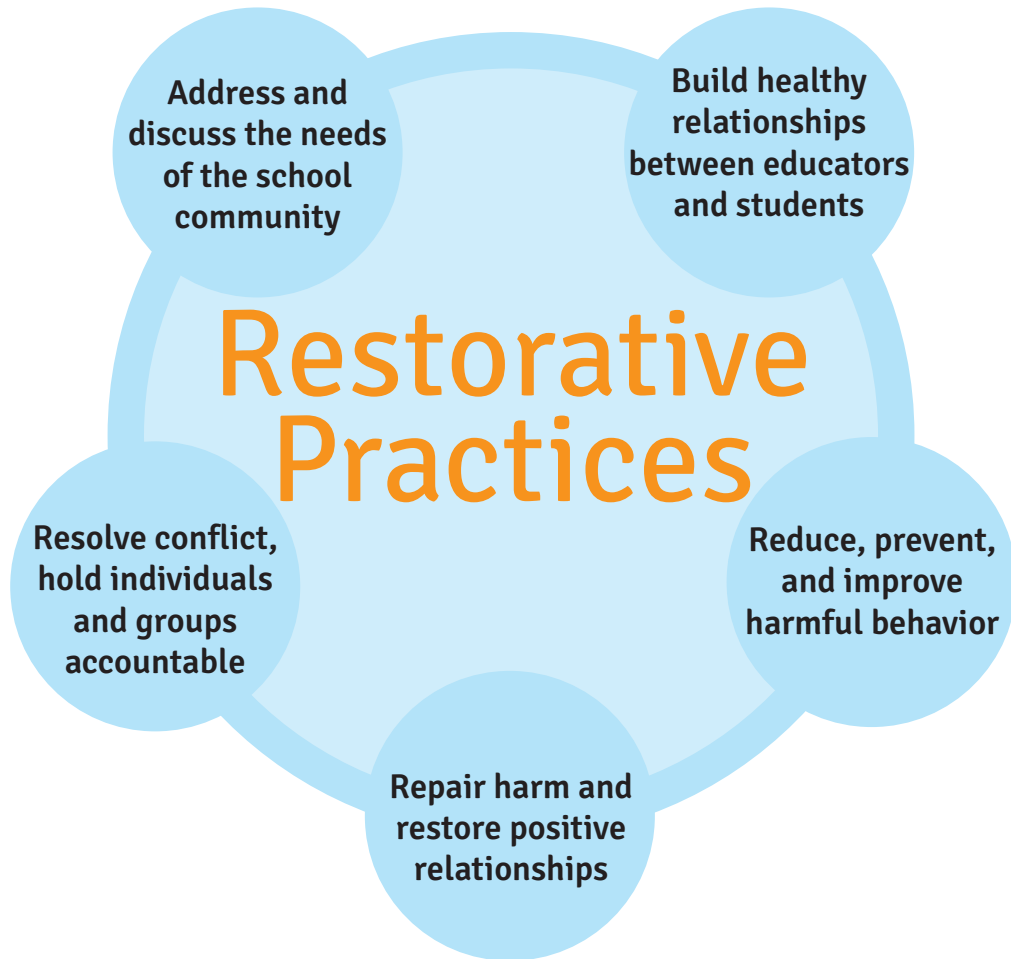 Address and
discuss the needs
of the school
community
Build healthy
relationships
between educators
and students
Restorative
Practices
Resolve conflict,
hold individuals
and groups
accountable
Reduce, prevent,
and improve
harmful behavior
Repair harm and
restore positive
relationships